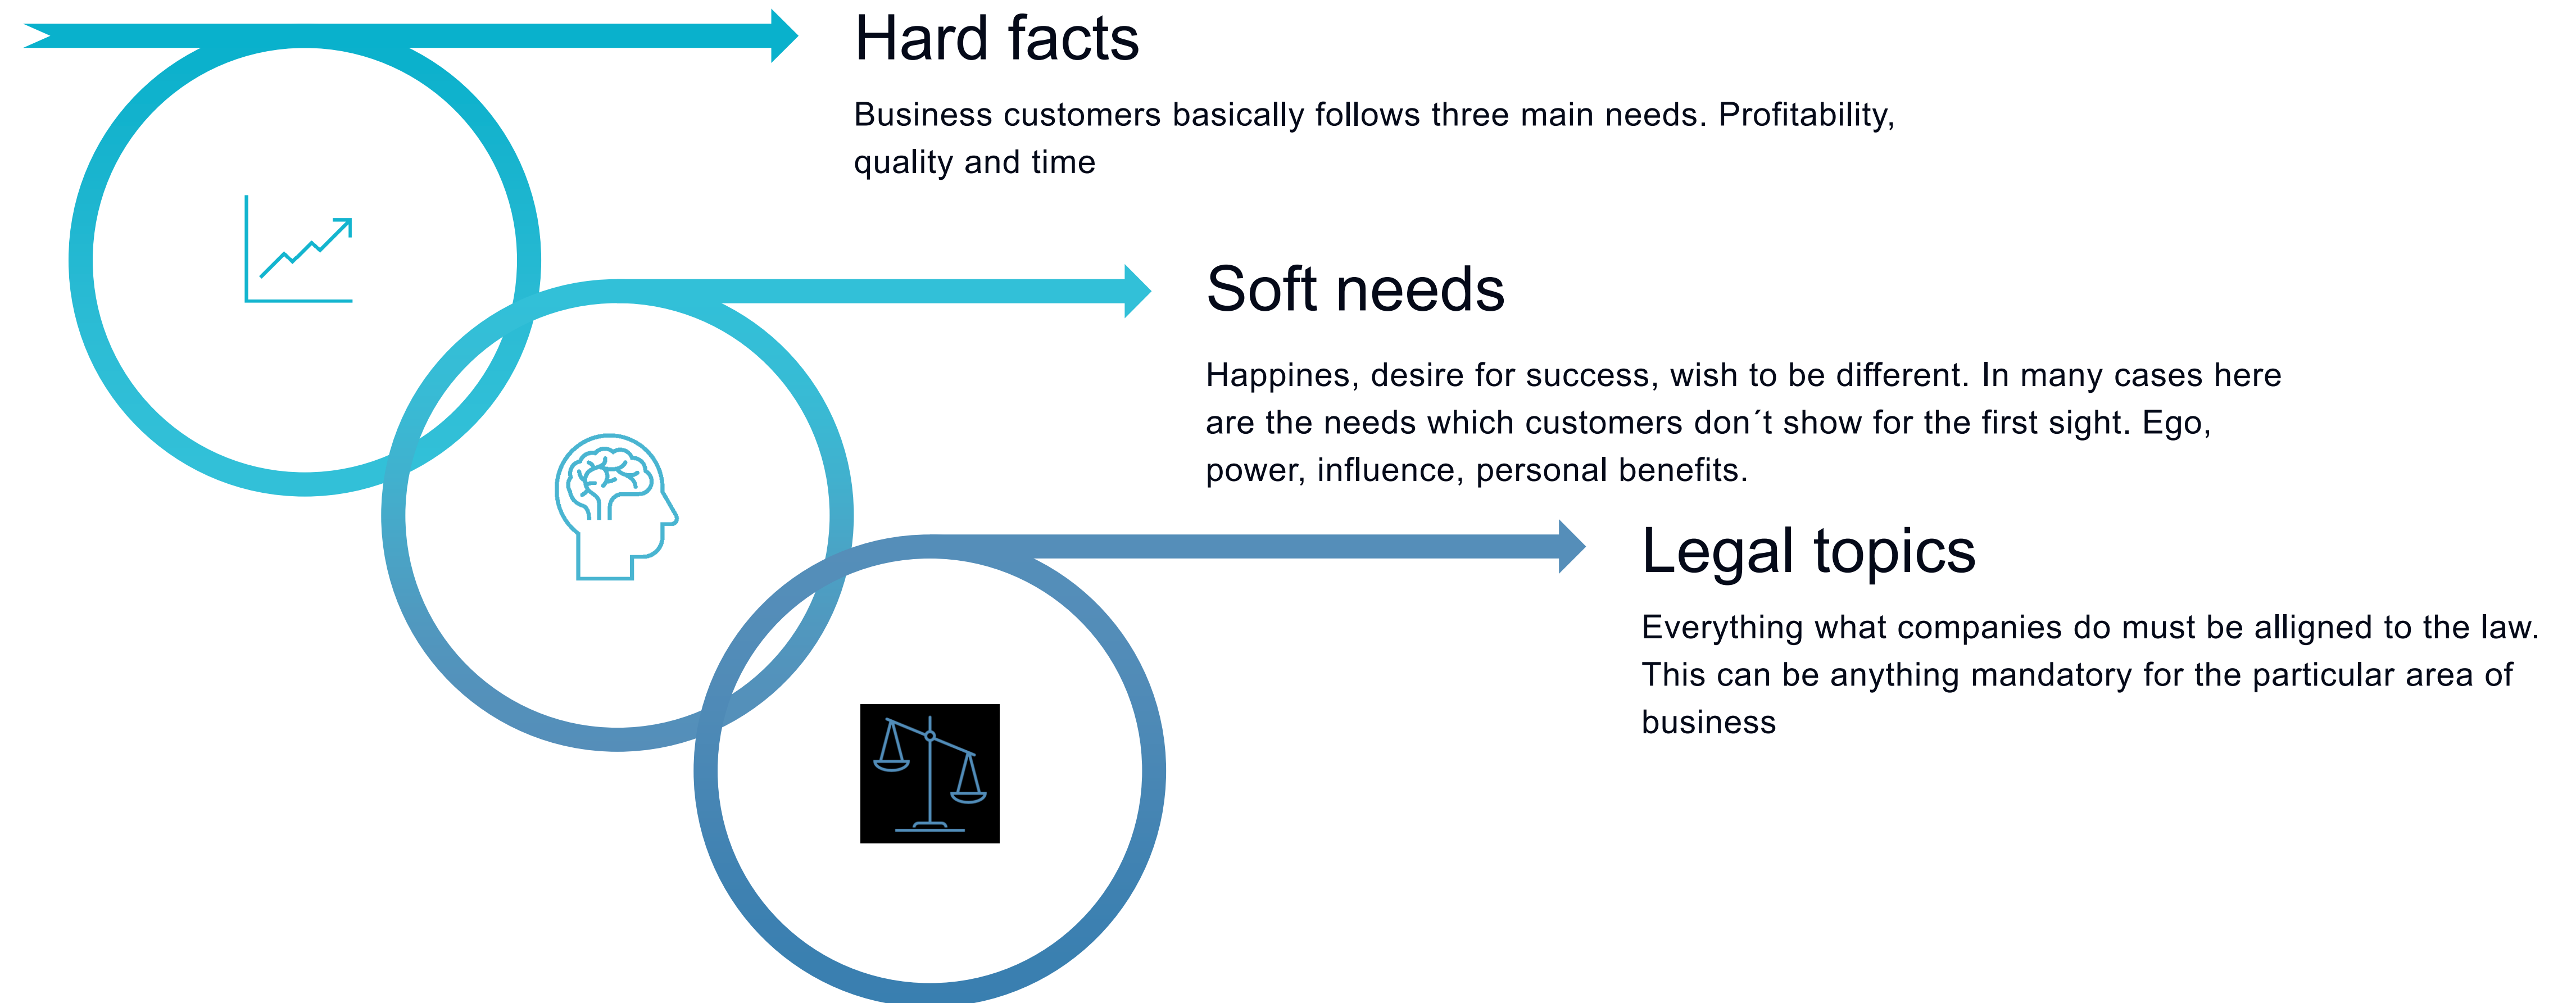 Hard facts
Business customers basically follows three main needs. Profitability,
quality and time
Soft needs
Happines, desire for success, wish to be different. In many cases here
are the needs which customers don´t show for the first sight. Ego,
power, influence, personal benefits.
Legal topics
Everything what companies do must be alligned to the law.
This can be anything mandatory for the particular area of
business